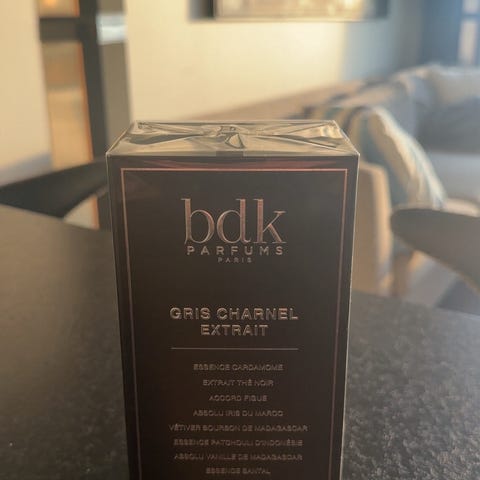 bdk
PARFUMS
PARIS
GRIS CHARNEL
EXTRAIT
ESSENCE CARDAMOME
EXTRAIT THÉ NOIR
ACCORD FIGUE
ABSOLU IRIS DU MAROC
VÉTIVER BOURBON DE MADAGASCAR
ESSENCE PATCHOULI D'INDONÉSIE
ABSOLU VANILLE DE MADAGASCAR
ESSENCE SANTAL